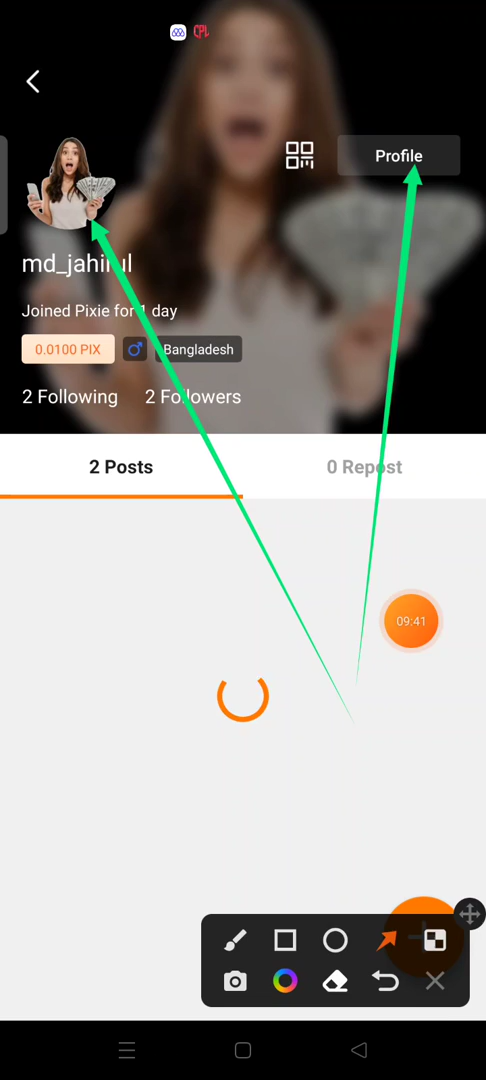 CPL
Profile
md_jahirul
Joined Pixie for 1 day
0.0100 PIX
Bangladesh
2 Following
2 Followers
2 Posts
0 Repost
09:41